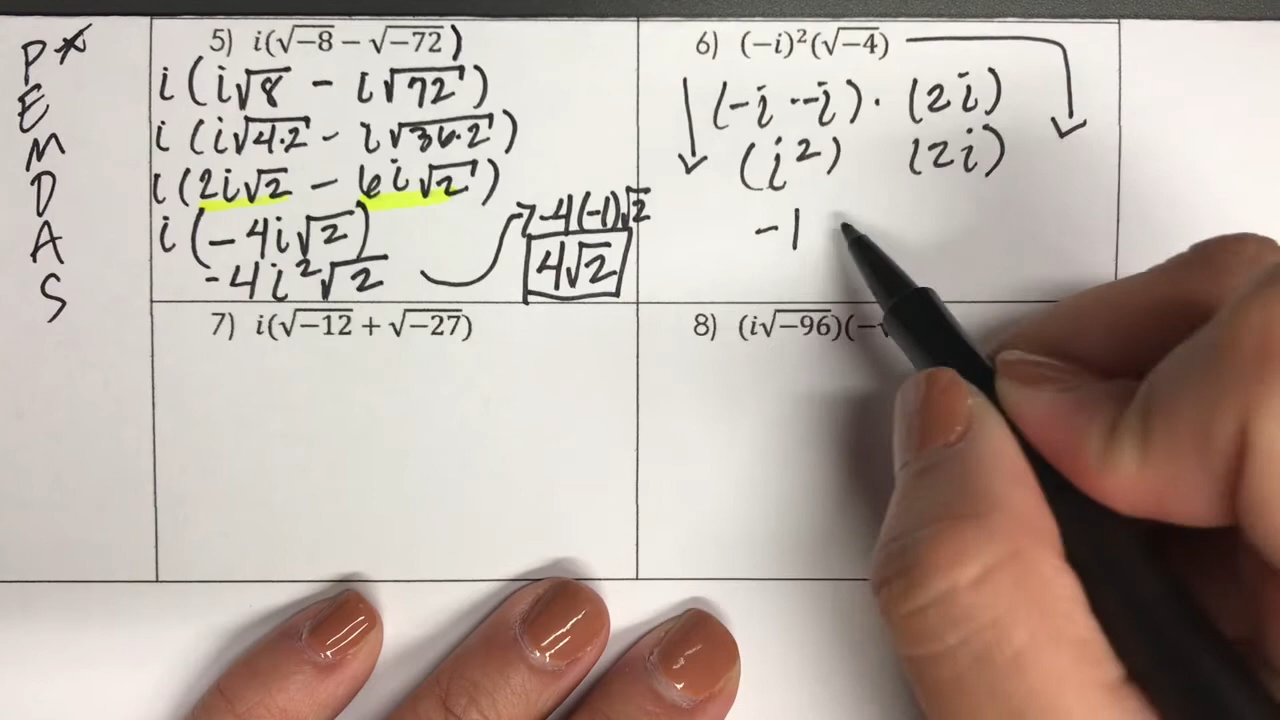 P*
E
M
D
A
S
5) i(√−8 − √−72)
i(i√8 − i√72)
i(i√4·2 − i√36·2)
i(2i√2 − 6i√2)
i(−4i√2)
-4i²√2
-4(-1)√2
4√2
6) (−i)²(√−4)
(-i · -i) · (2i)
(i²) (2i)
-1
7) i(√−12 + √−27)
8) (i√−96)(−